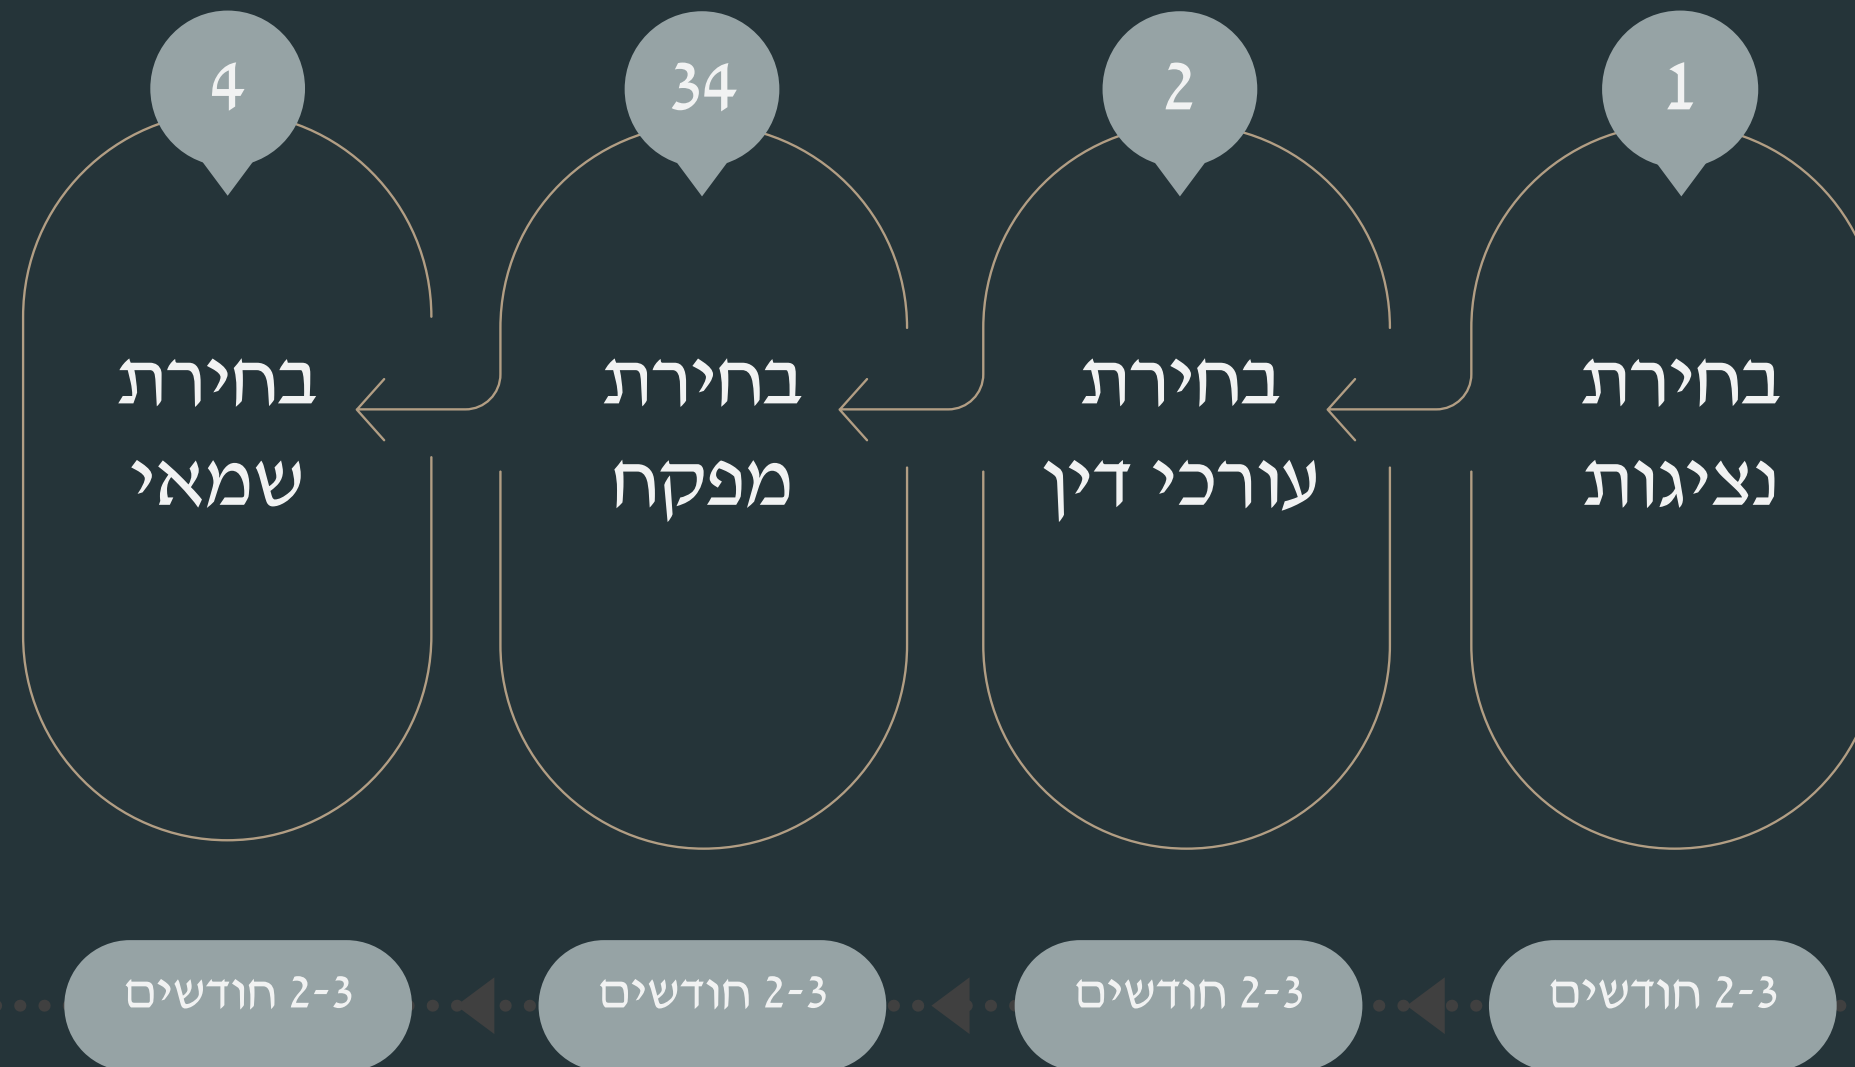 1
2
34
4
בחירת
נציגות
בחירת
עורכי דין
בחירת
מפקח
בחירת
שמאי
2-3 חודשים
2-3 חודשים
2-3 חודשים
2-3 חודשים